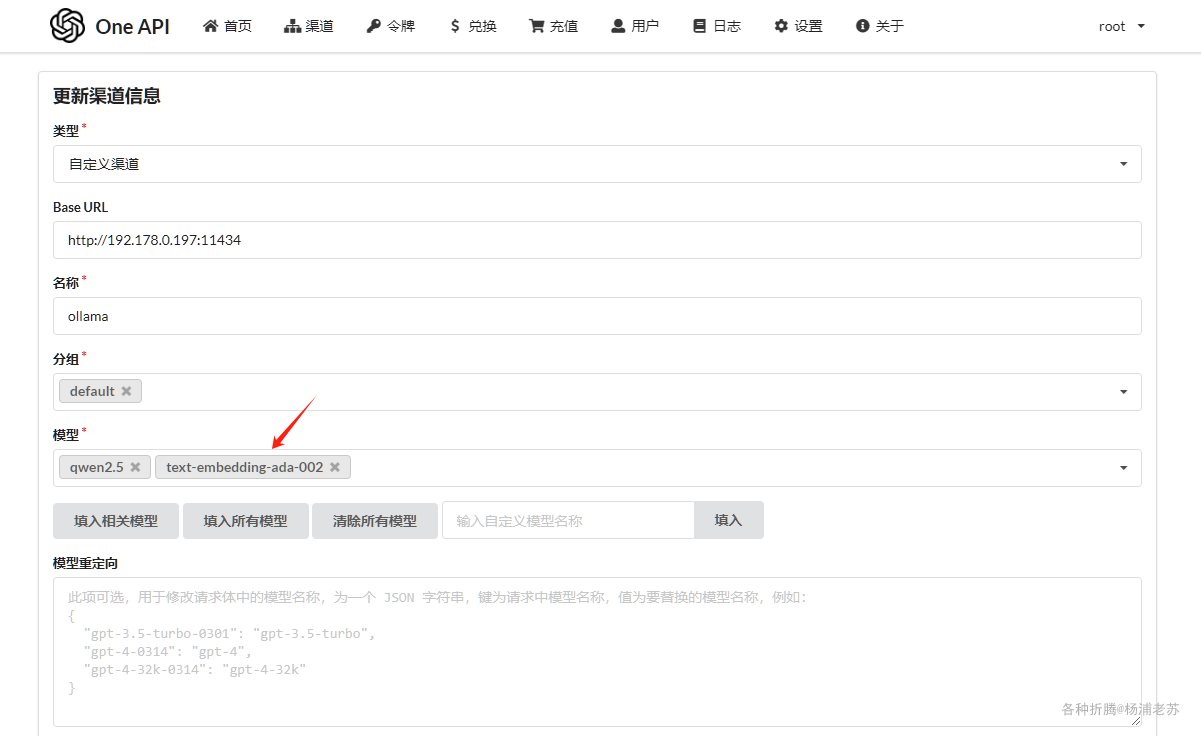 One API 首页 渠道 令牌 兑换 充值 用户 日志 设置 关于 root
更新渠道信息
类型*
自定义渠道
Base URL
http://192.178.0.197:11434
名称*
ollama
分组*
default
模型*
qwen2.5 text-embedding-ada-002
填入相关模型 填入所有模型 清除所有模型 输入自定义模型名称 填入
模型重定向
此项可选，用于修改请求体中的模型名称，为一个 JSON 字符串，键为请求中模型名称，值为要替换的模型名称，例如：
{
"gpt-3.5-turbo-0301": "gpt-3.5-turbo",
"gpt-4-0314": "gpt-4",
"gpt-4-32k-0314": "gpt-4-32k"
}
各种折腾@杨浦老苏